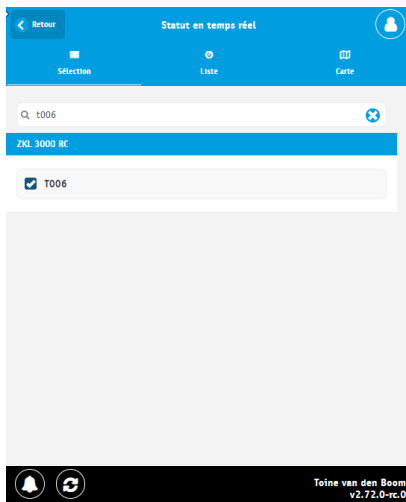 Retour
Statut en temps réel
Sélection
Liste
Carte
t006
ZKL 3000 RC
T006
Toine van den Boom
v2.72.0-rc.0